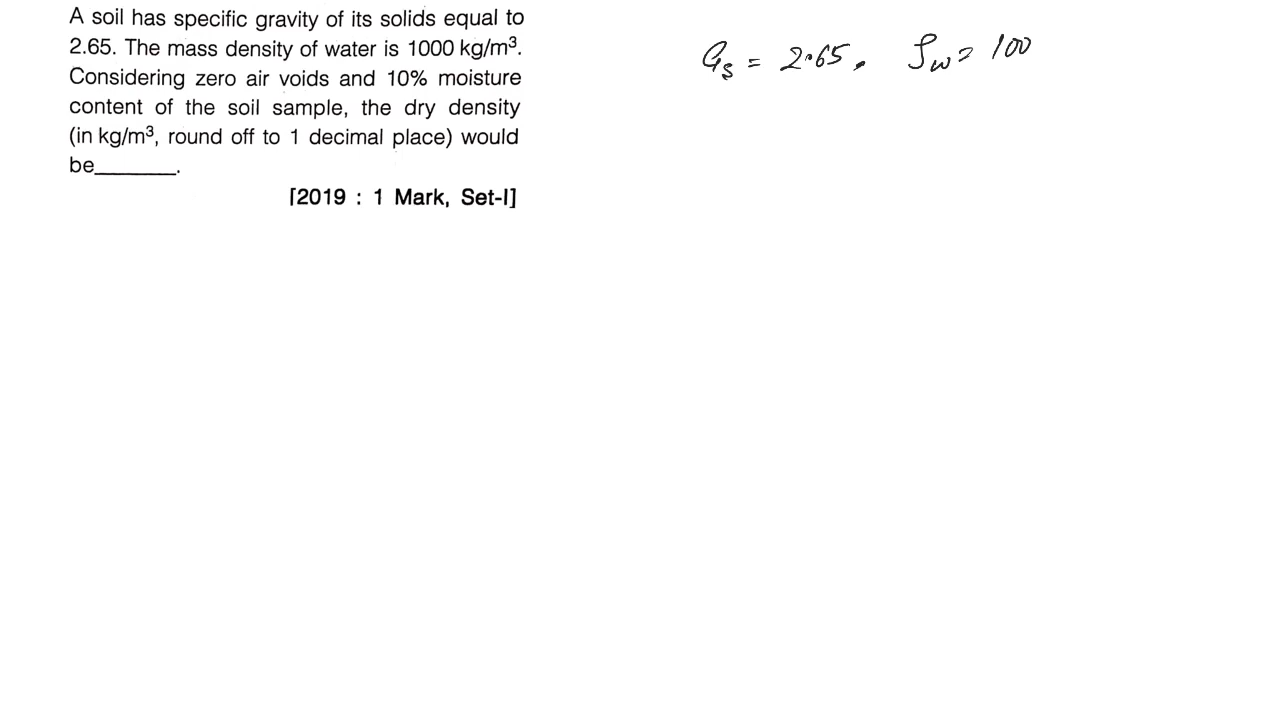 A soil has specific gravity of its solids equal to
2.65. The mass density of water is 1000 kg/m³.
Considering zero air voids and 10% moisture
content of the soil sample, the dry density
(in kg/m³, round off to 1 decimal place) would
be_______.
[2019 : 1 Mark, Set-I]
Gs = 2.65, ρw = 100